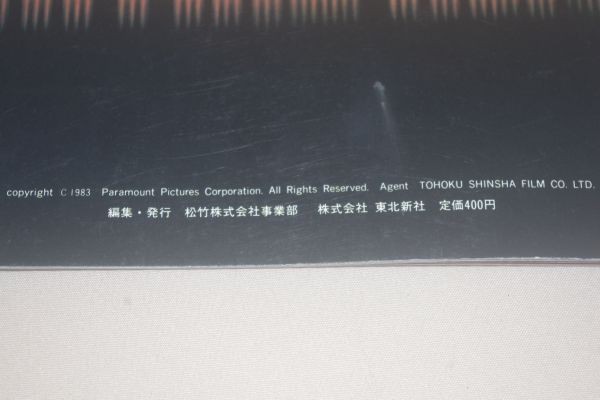 copyright C 1983 Paramount Pictures Corporation. All Rights Reserved. Agent TOHOKU SHINSHA FILM CO. LTD.
編集・発行 松竹株式会社事業部 株式会社 東北新社 定価400円